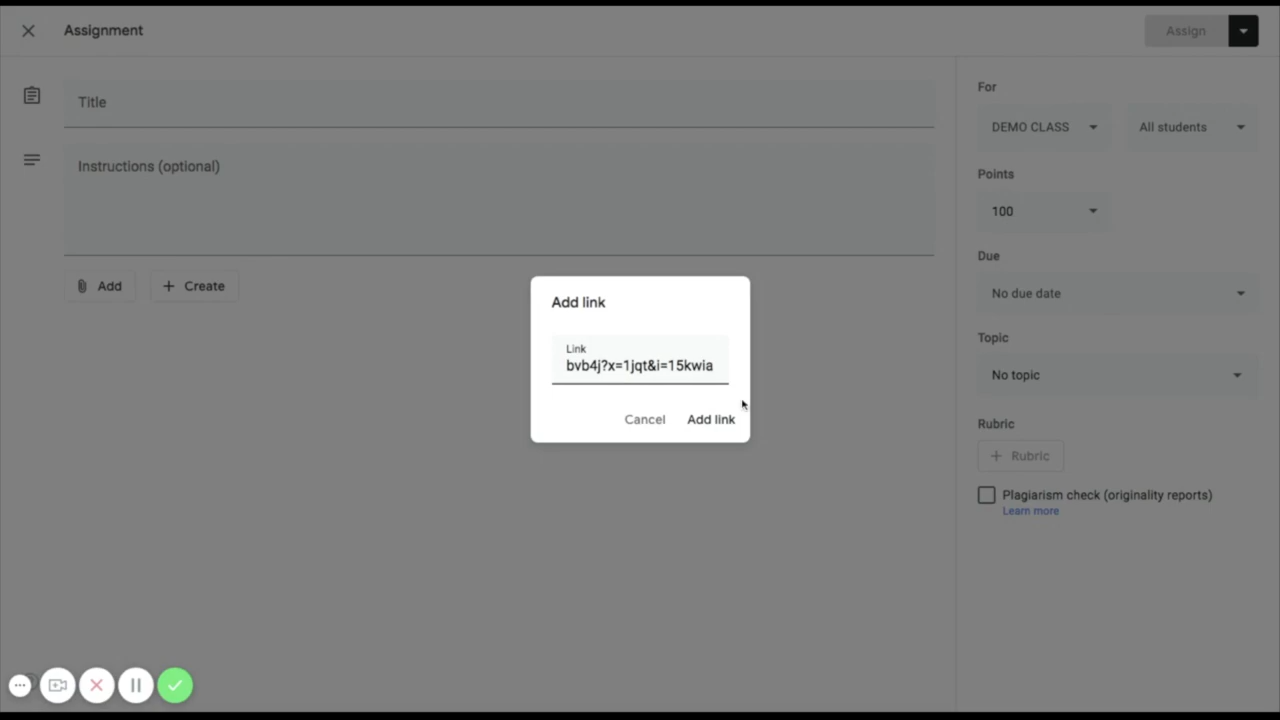 Assignment
Assign
Title
Instructions (optional)
Add
Create
Add link
Link
bvb4j?x=1jqt&i=15kwia
Cancel
Add link
For
DEMO CLASS
All students
Points
100
Due
No due date
Topic
No topic
Rubric
Rubric
Plagiarism check (originality reports)
Learn more